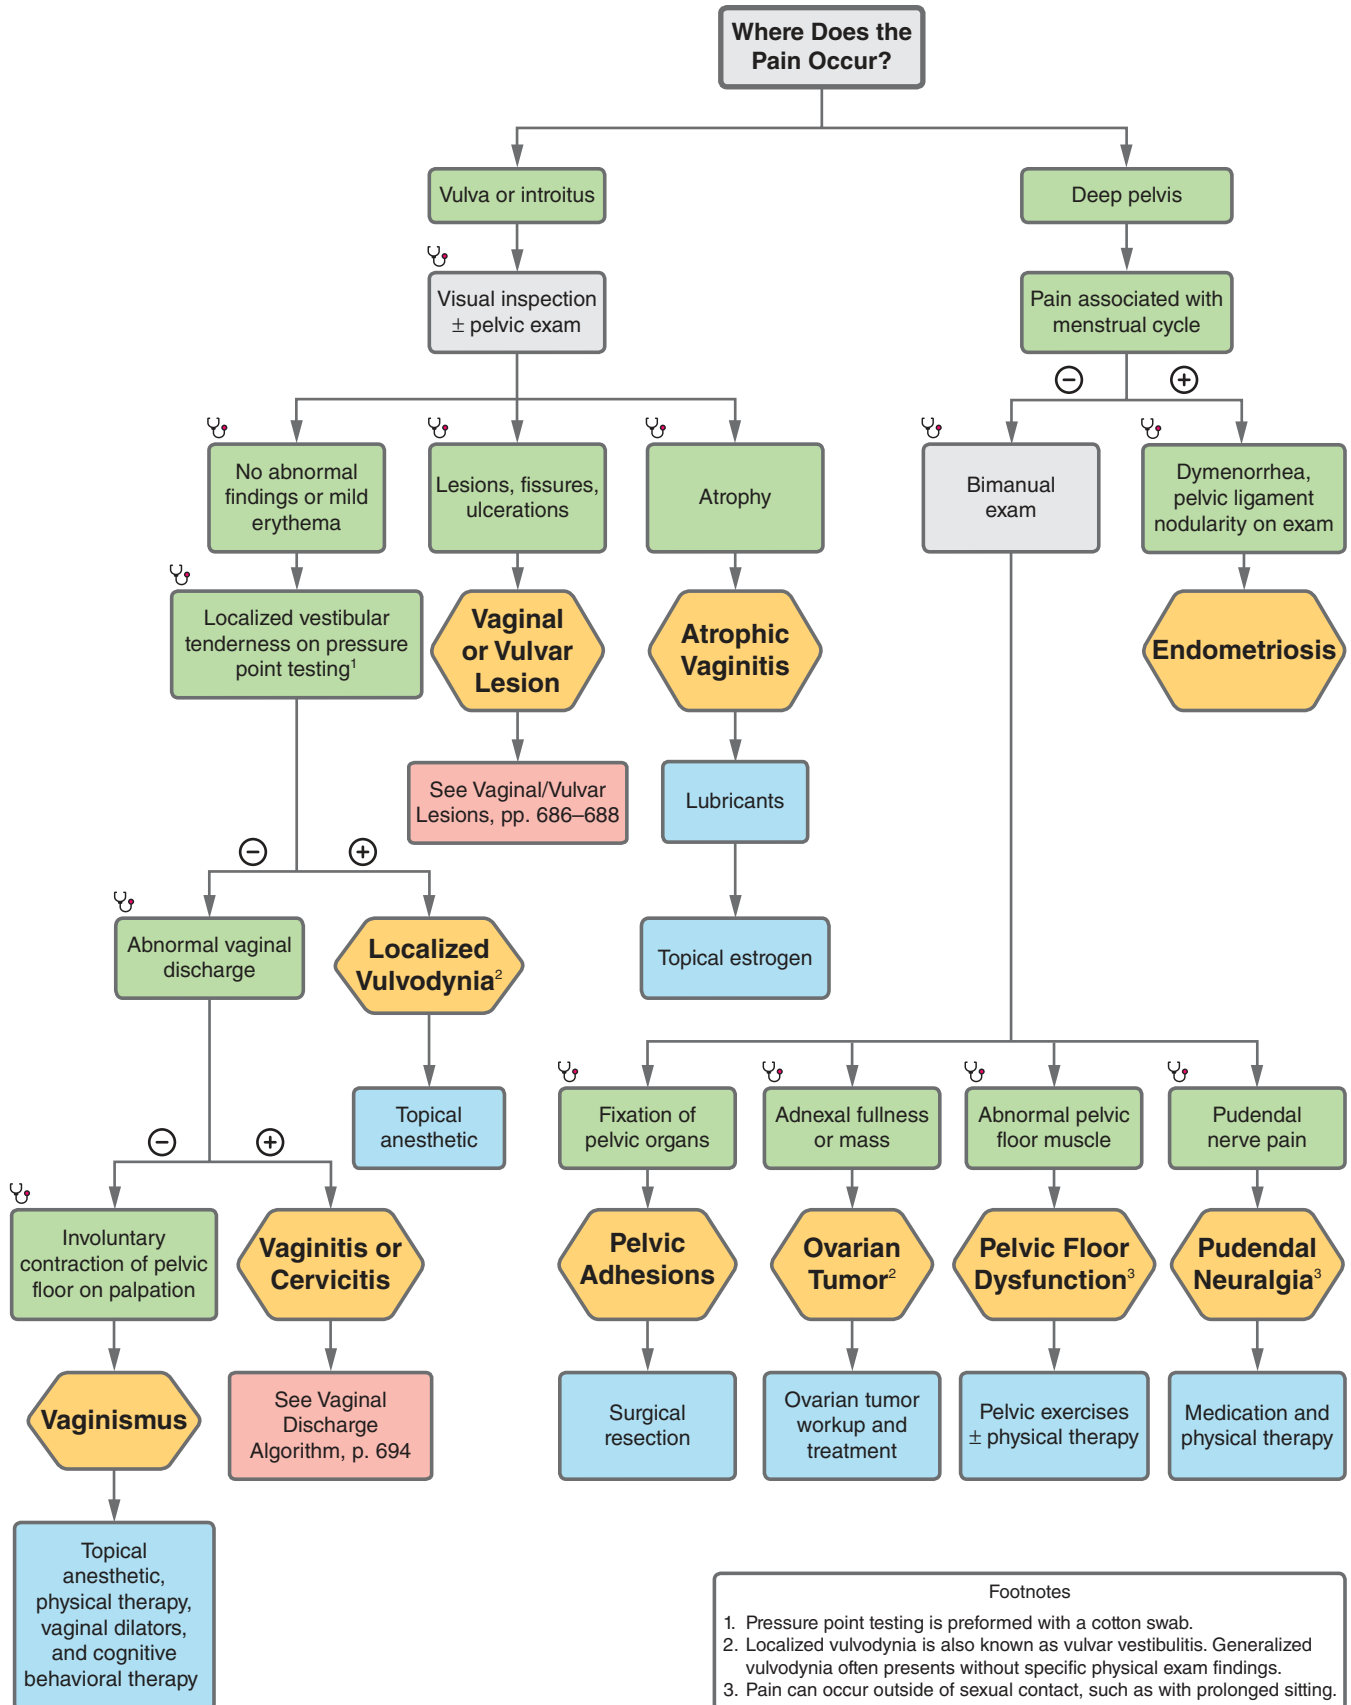 Where Does the
Pain Occur?
Vulva or introitus
Deep pelvis
Visual inspection
± pelvic exam
Pain associated with
menstrual cycle
−
+
No abnormal
findings or mild
erythema
Lesions, fissures,
ulcerations
Atrophy
Bimanual
exam
Dymenorrhea,
pelvic ligament
nodularity on exam
Localized vestibular
tenderness on pressure
point testing¹
Vaginal
or Vulvar
Lesion
Atrophic
Vaginitis
Endometriosis
See Vaginal/Vulvar
Lesions, pp. 686–688
Lubricants
−
+
Abnormal vaginal
discharge
Localized
Vulvodynia²
Topical estrogen
Topical
anesthetic
Fixation of
pelvic organs
Adnexal fullness
or mass
Abnormal pelvic
floor muscle
Pudendal
nerve pain
−
+
Involuntary
contraction of pelvic
floor on palpation
Vaginitis or
Cervicitis
Pelvic
Adhesions
Ovarian
Tumor²
Pelvic Floor
Dysfunction³
Pudendal
Neuralgia³
Vaginismus
See Vaginal
Discharge
Algorithm, p. 694
Surgical
resection
Ovarian tumor
workup and
treatment
Pelvic exercises
± physical therapy
Medication and
physical therapy
Topical
anesthetic,
physical therapy,
vaginal dilators,
and cognitive
behavioral therapy
Footnotes
1. Pressure point testing is preformed with a cotton swab.
2. Localized vulvodynia is also known as vulvar vestibulitis. Generalized
vulvodynia often presents without specific physical exam findings.
3. Pain can occur outside of sexual contact, such as with prolonged sitting.